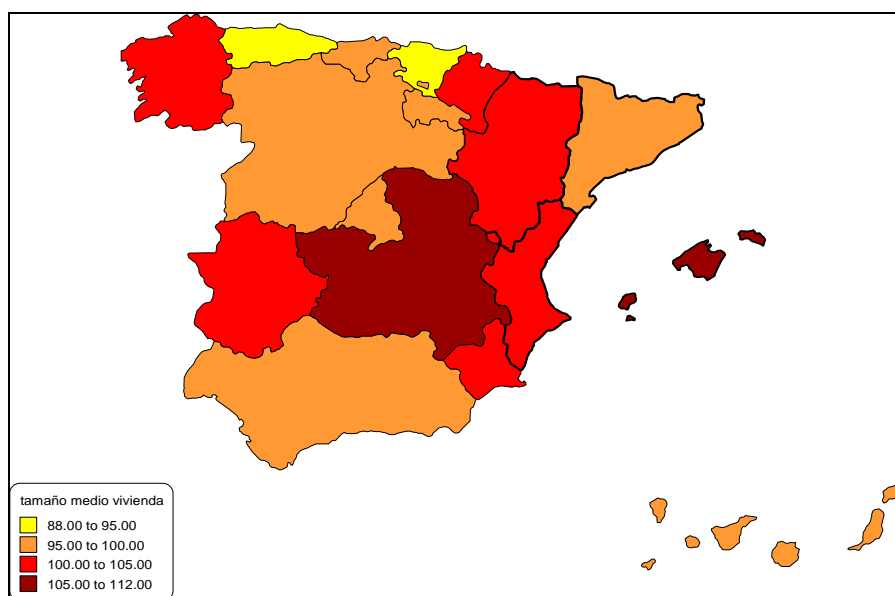 tamaño medio vivienda
88.00 to 95.00
95.00 to 100.00
100.00 to 105.00
105.00 to 112.00